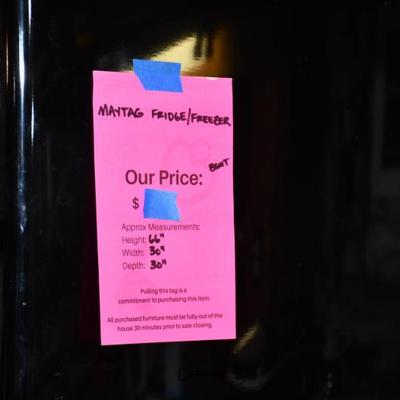 MAYTAG FRIDGE/FREEZER
Our Price:
$
Approx Measurements:
Height: 66"
Width: 30"
Depth: 30"
Pulling this tag is a
commitment to purchasing this item.
All purchased furniture must be fully out of the
house 30 minutes prior to sale closing.